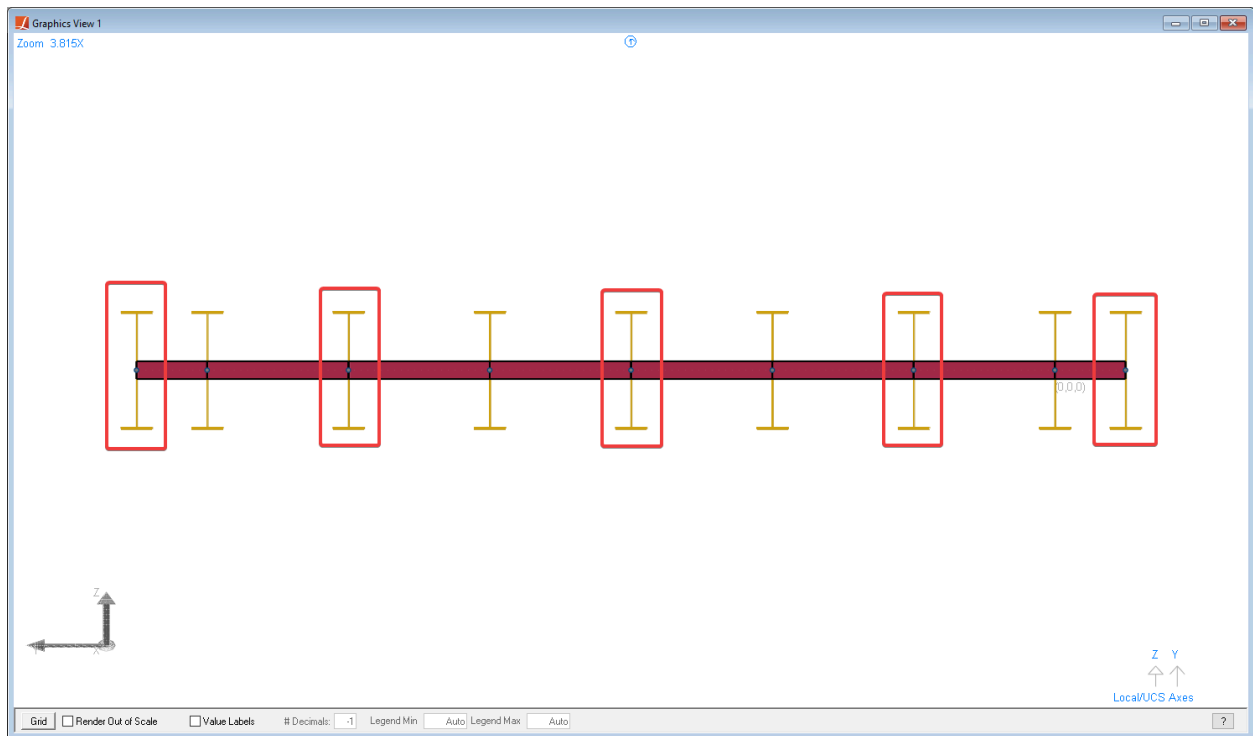 Graphics View 1
Zoom 3.815X
(0,0,0)
Z
X
Z Y
Local/UCS Axes
Grid Render Out of Scale Value Labels # Decimals: -1 Legend Min Auto Legend Max Auto ?